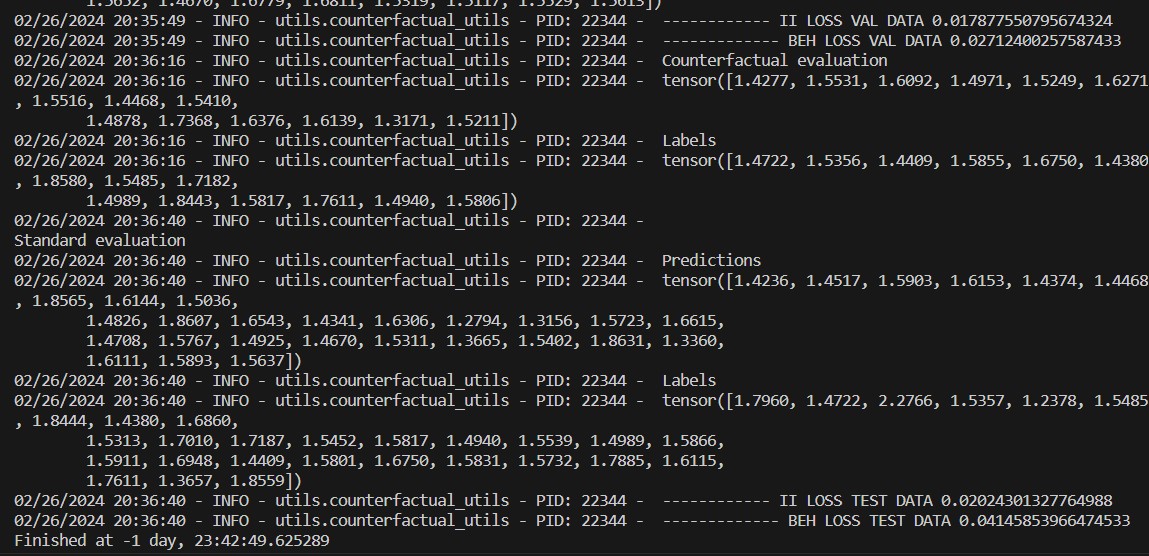 1.5652, 1.4670, 1.6779, 1.6811, 1.5319, 1.5117, 1.5529, 1.5613])
02/26/2024 20:35:49 - INFO - utils.counterfactual_utils - PID: 22344 -  ------------ II LOSS VAL DATA 0.017877550795674324
02/26/2024 20:35:49 - INFO - utils.counterfactual_utils - PID: 22344 -  ------------- BEH LOSS VAL DATA 0.02712400257587433
02/26/2024 20:36:16 - INFO - utils.counterfactual_utils - PID: 22344 -  Counterfactual evaluation
02/26/2024 20:36:16 - INFO - utils.counterfactual_utils - PID: 22344 -  tensor([1.4277, 1.5531, 1.6092, 1.4971, 1.5249, 1.6271
, 1.5516, 1.4468, 1.5410,
1.4878, 1.7368, 1.6376, 1.6139, 1.3171, 1.5211])
02/26/2024 20:36:16 - INFO - utils.counterfactual_utils - PID: 22344 -  Labels
02/26/2024 20:36:16 - INFO - utils.counterfactual_utils - PID: 22344 -  tensor([1.4722, 1.5356, 1.4409, 1.5855, 1.6750, 1.4380
, 1.8580, 1.5485, 1.7182,
1.4989, 1.8443, 1.5817, 1.7611, 1.4940, 1.5806])
02/26/2024 20:36:40 - INFO - utils.counterfactual_utils - PID: 22344 -
Standard evaluation
02/26/2024 20:36:40 - INFO - utils.counterfactual_utils - PID: 22344 -  Predictions
02/26/2024 20:36:40 - INFO - utils.counterfactual_utils - PID: 22344 -  tensor([1.4236, 1.4517, 1.5903, 1.6153, 1.4374, 1.4468
, 1.8565, 1.6144, 1.5036,
1.4826, 1.8607, 1.6543, 1.4341, 1.6306, 1.2794, 1.3156, 1.5723, 1.6615,
1.4708, 1.5767, 1.4925, 1.4670, 1.5311, 1.3665, 1.5402, 1.8631, 1.3360,
1.6111, 1.5893, 1.5637])
02/26/2024 20:36:40 - INFO - utils.counterfactual_utils - PID: 22344 -  Labels
02/26/2024 20:36:40 - INFO - utils.counterfactual_utils - PID: 22344 -  tensor([1.7960, 1.4722, 2.2766, 1.5357, 1.2378, 1.5485
, 1.8444, 1.4380, 1.6860,
1.5313, 1.7010, 1.7187, 1.5452, 1.5817, 1.4940, 1.5539, 1.4989, 1.5866,
1.5911, 1.6948, 1.4409, 1.5801, 1.6750, 1.5831, 1.5732, 1.7885, 1.6115,
1.7611, 1.3657, 1.8559])
02/26/2024 20:36:40 - INFO - utils.counterfactual_utils - PID: 22344 -  ------------ II LOSS TEST DATA 0.02024301327764988
02/26/2024 20:36:40 - INFO - utils.counterfactual_utils - PID: 22344 -  ------------- BEH LOSS TEST DATA 0.04145853966474533
Finished at -1 day, 23:42:49.625289